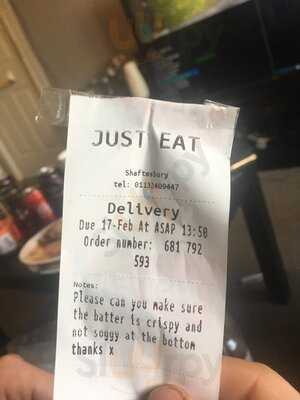 JUST EAT
Shaftesbury
tel: 01132409447
Delivery
Due 17-Feb At ASAP 13:50
Order number: 681 792
593
Notes:
Please can you make sure
the batter is crispy and
not soggy at the bottom
thanks x